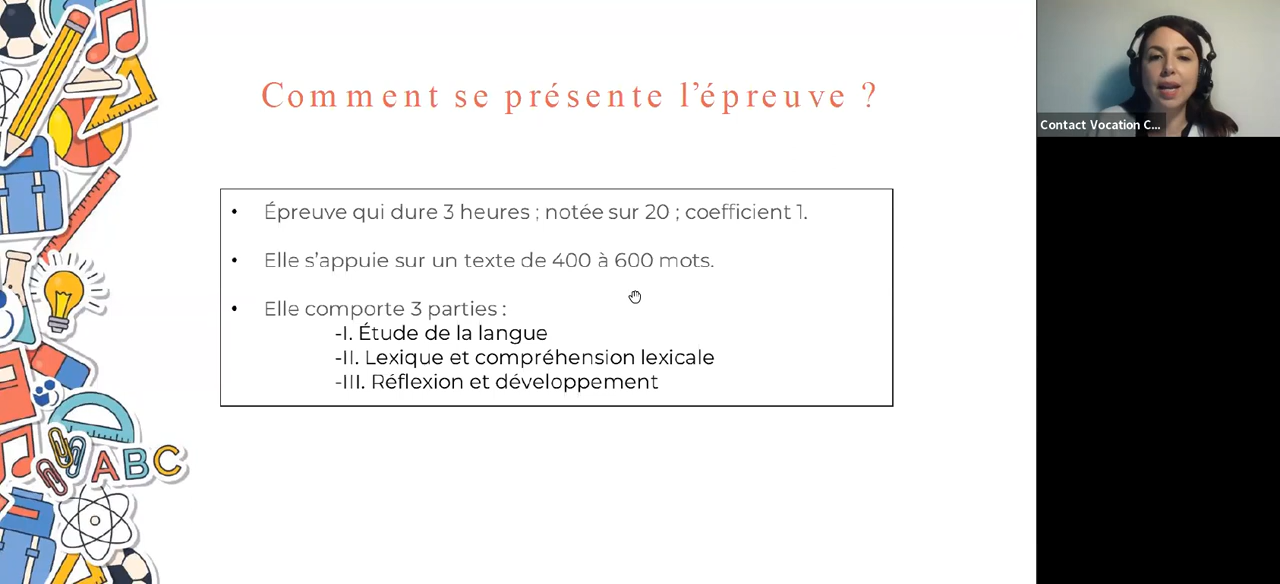 Comment se présente l'épreuve ?
Contact Vocation C...
• Épreuve qui dure 3 heures ; notée sur 20 ; coefficient 1.
• Elle s'appuie sur un texte de 400 à 600 mots.
• Elle comporte 3 parties :
-I. Étude de la langue
-II. Lexique et compréhension lexicale
-III. Réflexion et développement
ABC